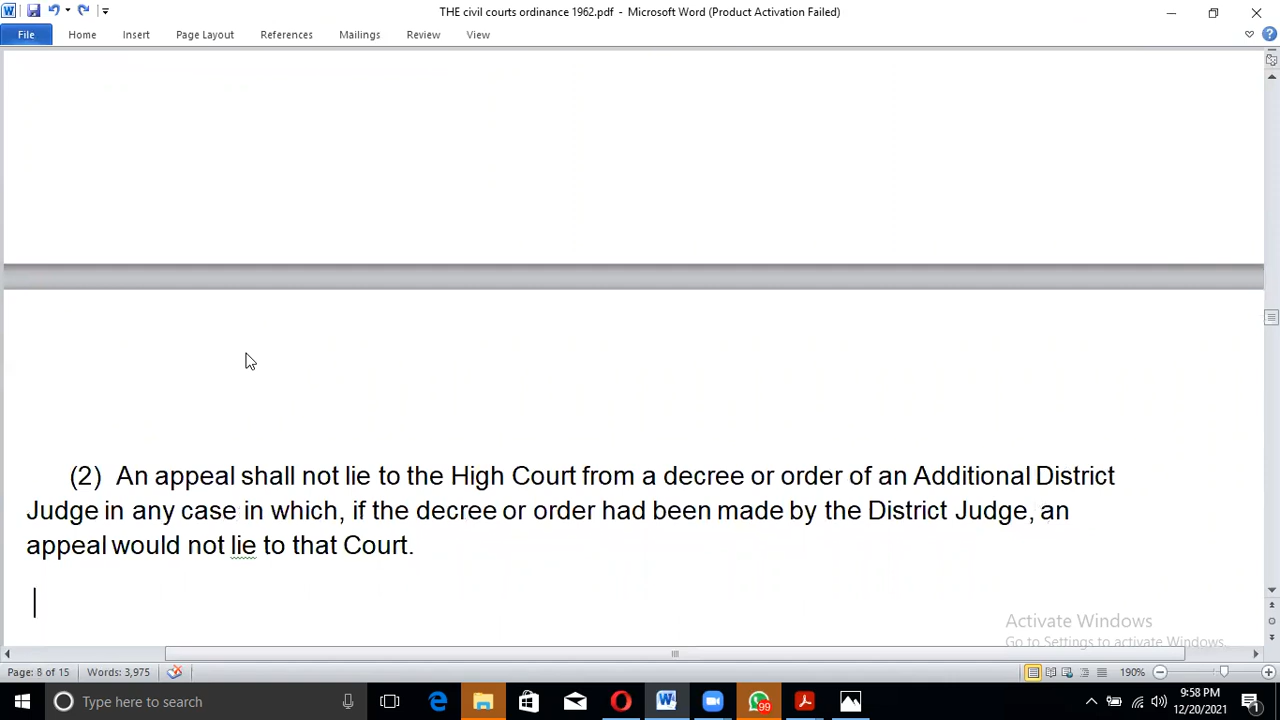 THE civil courts ordinance 1962.pdf - Microsoft Word (Product Activation Failed)
File Home Insert Page Layout References Mailings Review View
(2) An appeal shall not lie to the High Court from a decree or order of an Additional District
Judge in any case in which, if the decree or order had been made by the District Judge, an
appeal would not lie to that Court.
Activate Windows
Go to Settings to activate Windows.
Page: 8 of 15 Words: 3,975 190%
Type here to search 99 9:58 PM
12/20/2021 1